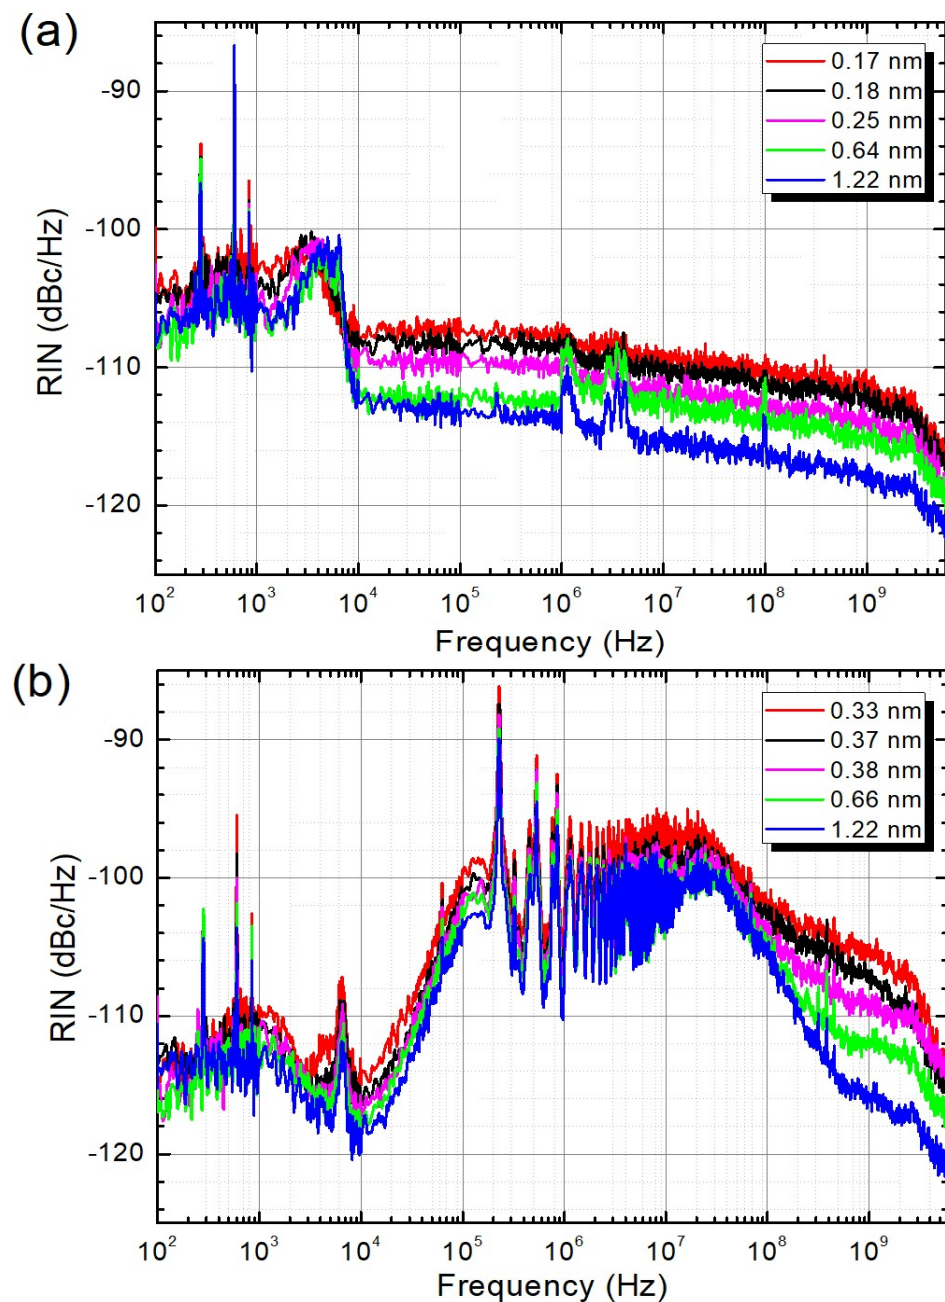 (a)
0.17 nm
0.18 nm
0.25 nm
0.64 nm
1.22 nm
-90
-100
-110
-120
RIN (dBc/Hz)
10² 10³ 10⁴ 10⁵ 10⁶ 10⁷ 10⁸ 10⁹
Frequency (Hz)
(b)
0.33 nm
0.37 nm
0.38 nm
0.66 nm
1.22 nm
-90
-100
-110
-120
RIN (dBc/Hz)
10² 10³ 10⁴ 10⁵ 10⁶ 10⁷ 10⁸ 10⁹
Frequency (Hz)